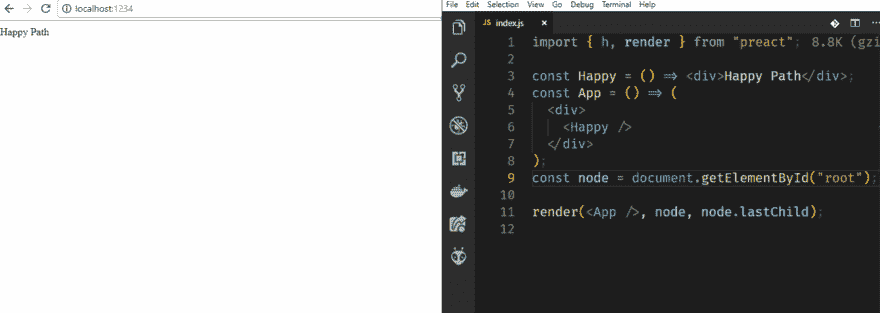 localhost:1234
Happy Path
File Edit Selection View Go Debug Terminal Help
JS index.js ×
1 import { h, render } from "preact"; 8.8K (gzi
2
3 const Happy = () => <div>Happy Path</div>;
4 const App = () => (
5 <div>
6 <Happy />
7 </div>
8 );
9 const node = document.getElementById("root");
10
11 render(<App />, node, node.lastChild);
12